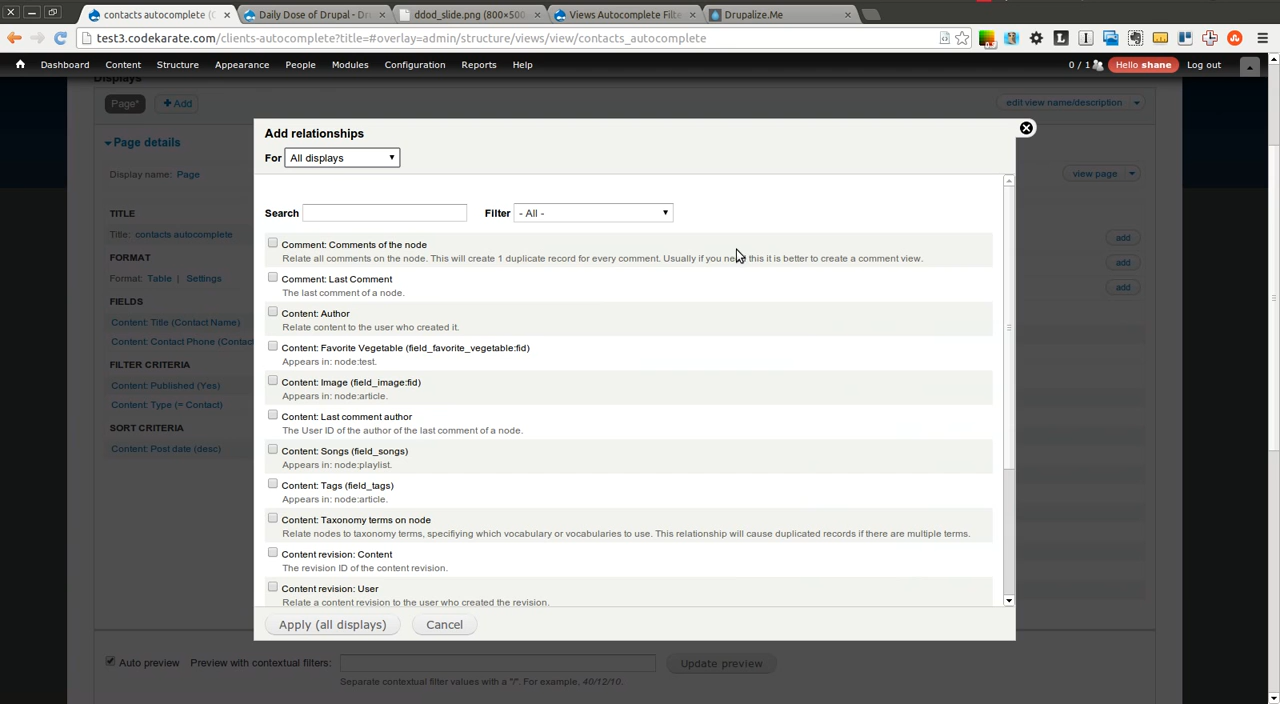 contacts autocomplete (C
Daily Dose of Drupal - Dr
ddod_slide.png (800×500
Views Autocomplete Filte
Drupalize.Me
test3.codekarate.com/clients-autocomplete?title=#overlay=admin/structure/views/view/contacts_autocomplete
Dashboard Content Structure Appearance People Modules Configuration Reports Help 0 / 1 Hello shane Log out
Displays
Page* Add edit view name/description
Page details
Display name: Page view page
TITLE
Title: contacts autocomplete add
FORMAT add
Format: Table | Settings add
FIELDS
Content: Title (Contact Name)
Content: Contact Phone (Contac
FILTER CRITERIA
Content: Published (Yes)
Content: Type (= Contact)
SORT CRITERIA
Content: Post date (desc)
Add relationships
For All displays
Search Filter - All -
Comment: Comments of the node
Relate all comments on the node. This will create 1 duplicate record for every comment. Usually if you need this it is better to create a comment view.
Comment: Last Comment
The last comment of a node.
Content: Author
Relate content to the user who created it.
Content: Favorite Vegetable (field_favorite_vegetable:fid)
Appears in: node:test.
Content: Image (field_image:fid)
Appears in: node:article.
Content: Last comment author
The User ID of the author of the last comment of a node.
Content: Songs (field_songs)
Appears in: node:playlist.
Content: Tags (field_tags)
Appears in: node:article.
Content: Taxonomy terms on node
Relate nodes to taxonomy terms, specifiying which vocabulary or vocabularies to use. This relationship will cause duplicated records if there are multiple terms.
Content revision: Content
The revision ID of the content revision.
Content revision: User
Relate a content revision to the user who created the revision.
Apply (all displays) Cancel
Auto preview Preview with contextual filters: Update preview
Separate contextual filter values with a "/". For example, 40/12/10.